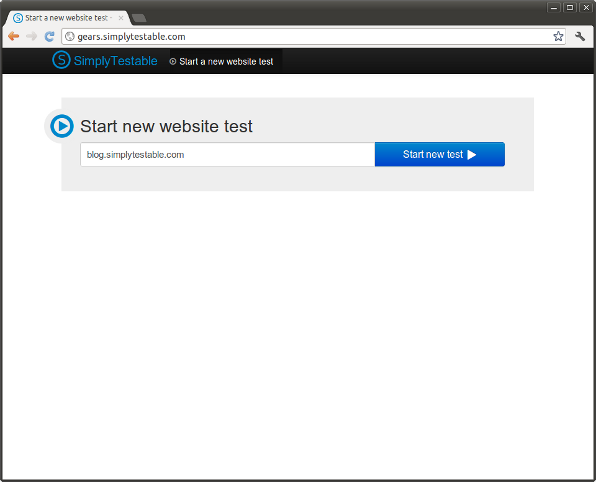 Start a new website test -
gears.simplytestable.com
SimplyTestable
Start a new website test
Start new website test
blog.simplytestable.com
Start new test